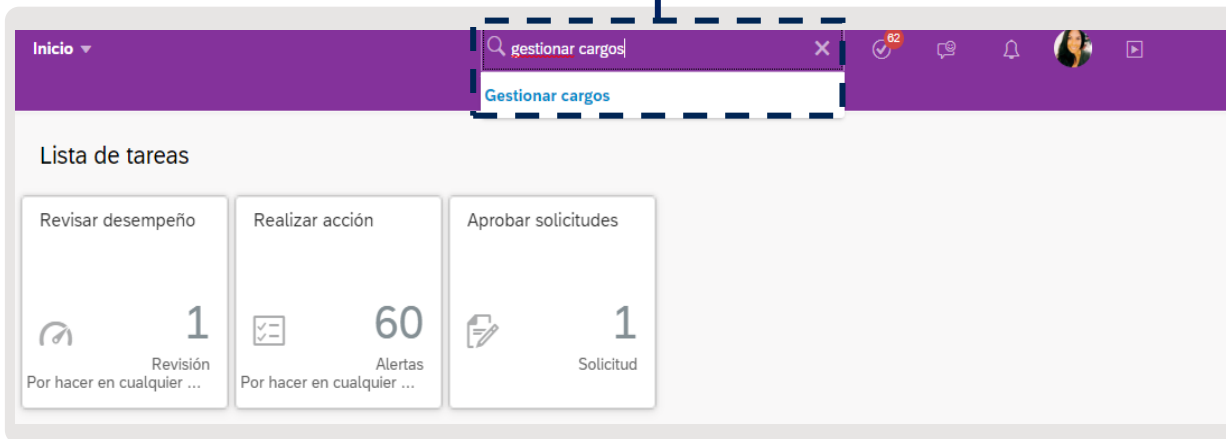 Inicio
gestionar cargos
62
Gestionar cargos
Lista de tareas
Revisar desempeño
1
Revisión
Por hacer en cualquier ...
Realizar acción
60
Alertas
Por hacer en cualquier ...
Aprobar solicitudes
1
Solicitud